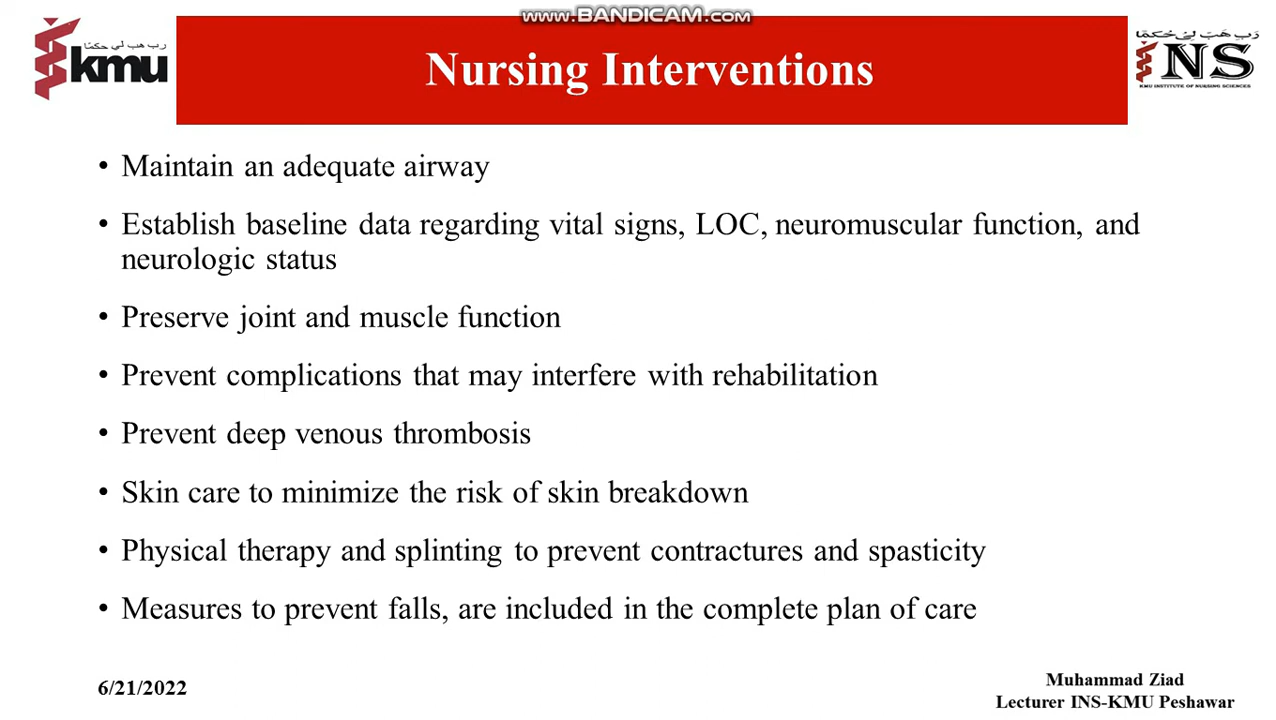 www.BANDICAM.com
رب هب لي حكما
kmu
Nursing Interventions
رَبِ هَبْ لِىْ حُكْمًا
INS
KMU INSTITUTE OF NURSING SCIENCES
• Maintain an adequate airway
• Establish baseline data regarding vital signs, LOC, neuromuscular function, and
neurologic status
• Preserve joint and muscle function
• Prevent complications that may interfere with rehabilitation
• Prevent deep venous thrombosis
• Skin care to minimize the risk of skin breakdown
• Physical therapy and splinting to prevent contractures and spasticity
• Measures to prevent falls, are included in the complete plan of care
6/21/2022
Muhammad Ziad
Lecturer INS-KMU Peshawar